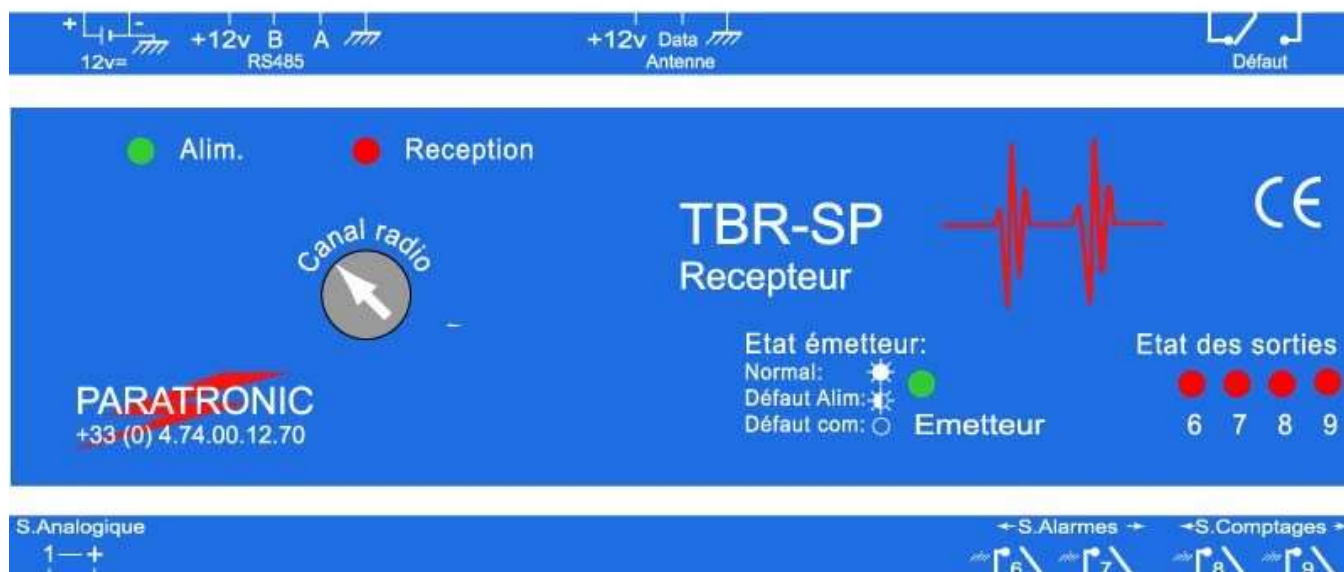 + -
+12v B A
+12v Data
12v=
RS485
Antenne
Défaut
Alim.
Reception
Canal radio
TBR-SP
CE
Recepteur
Etat émetteur:
Etat des sorties
Normal:
Défaut Alim:
Défaut com:
Emetteur
6 7 8 9
PARATRONIC
+33 (0) 4.74.00.12.70
S.Analogique
S.Alarmes
S.Comptages
1 +
6 7 8 9